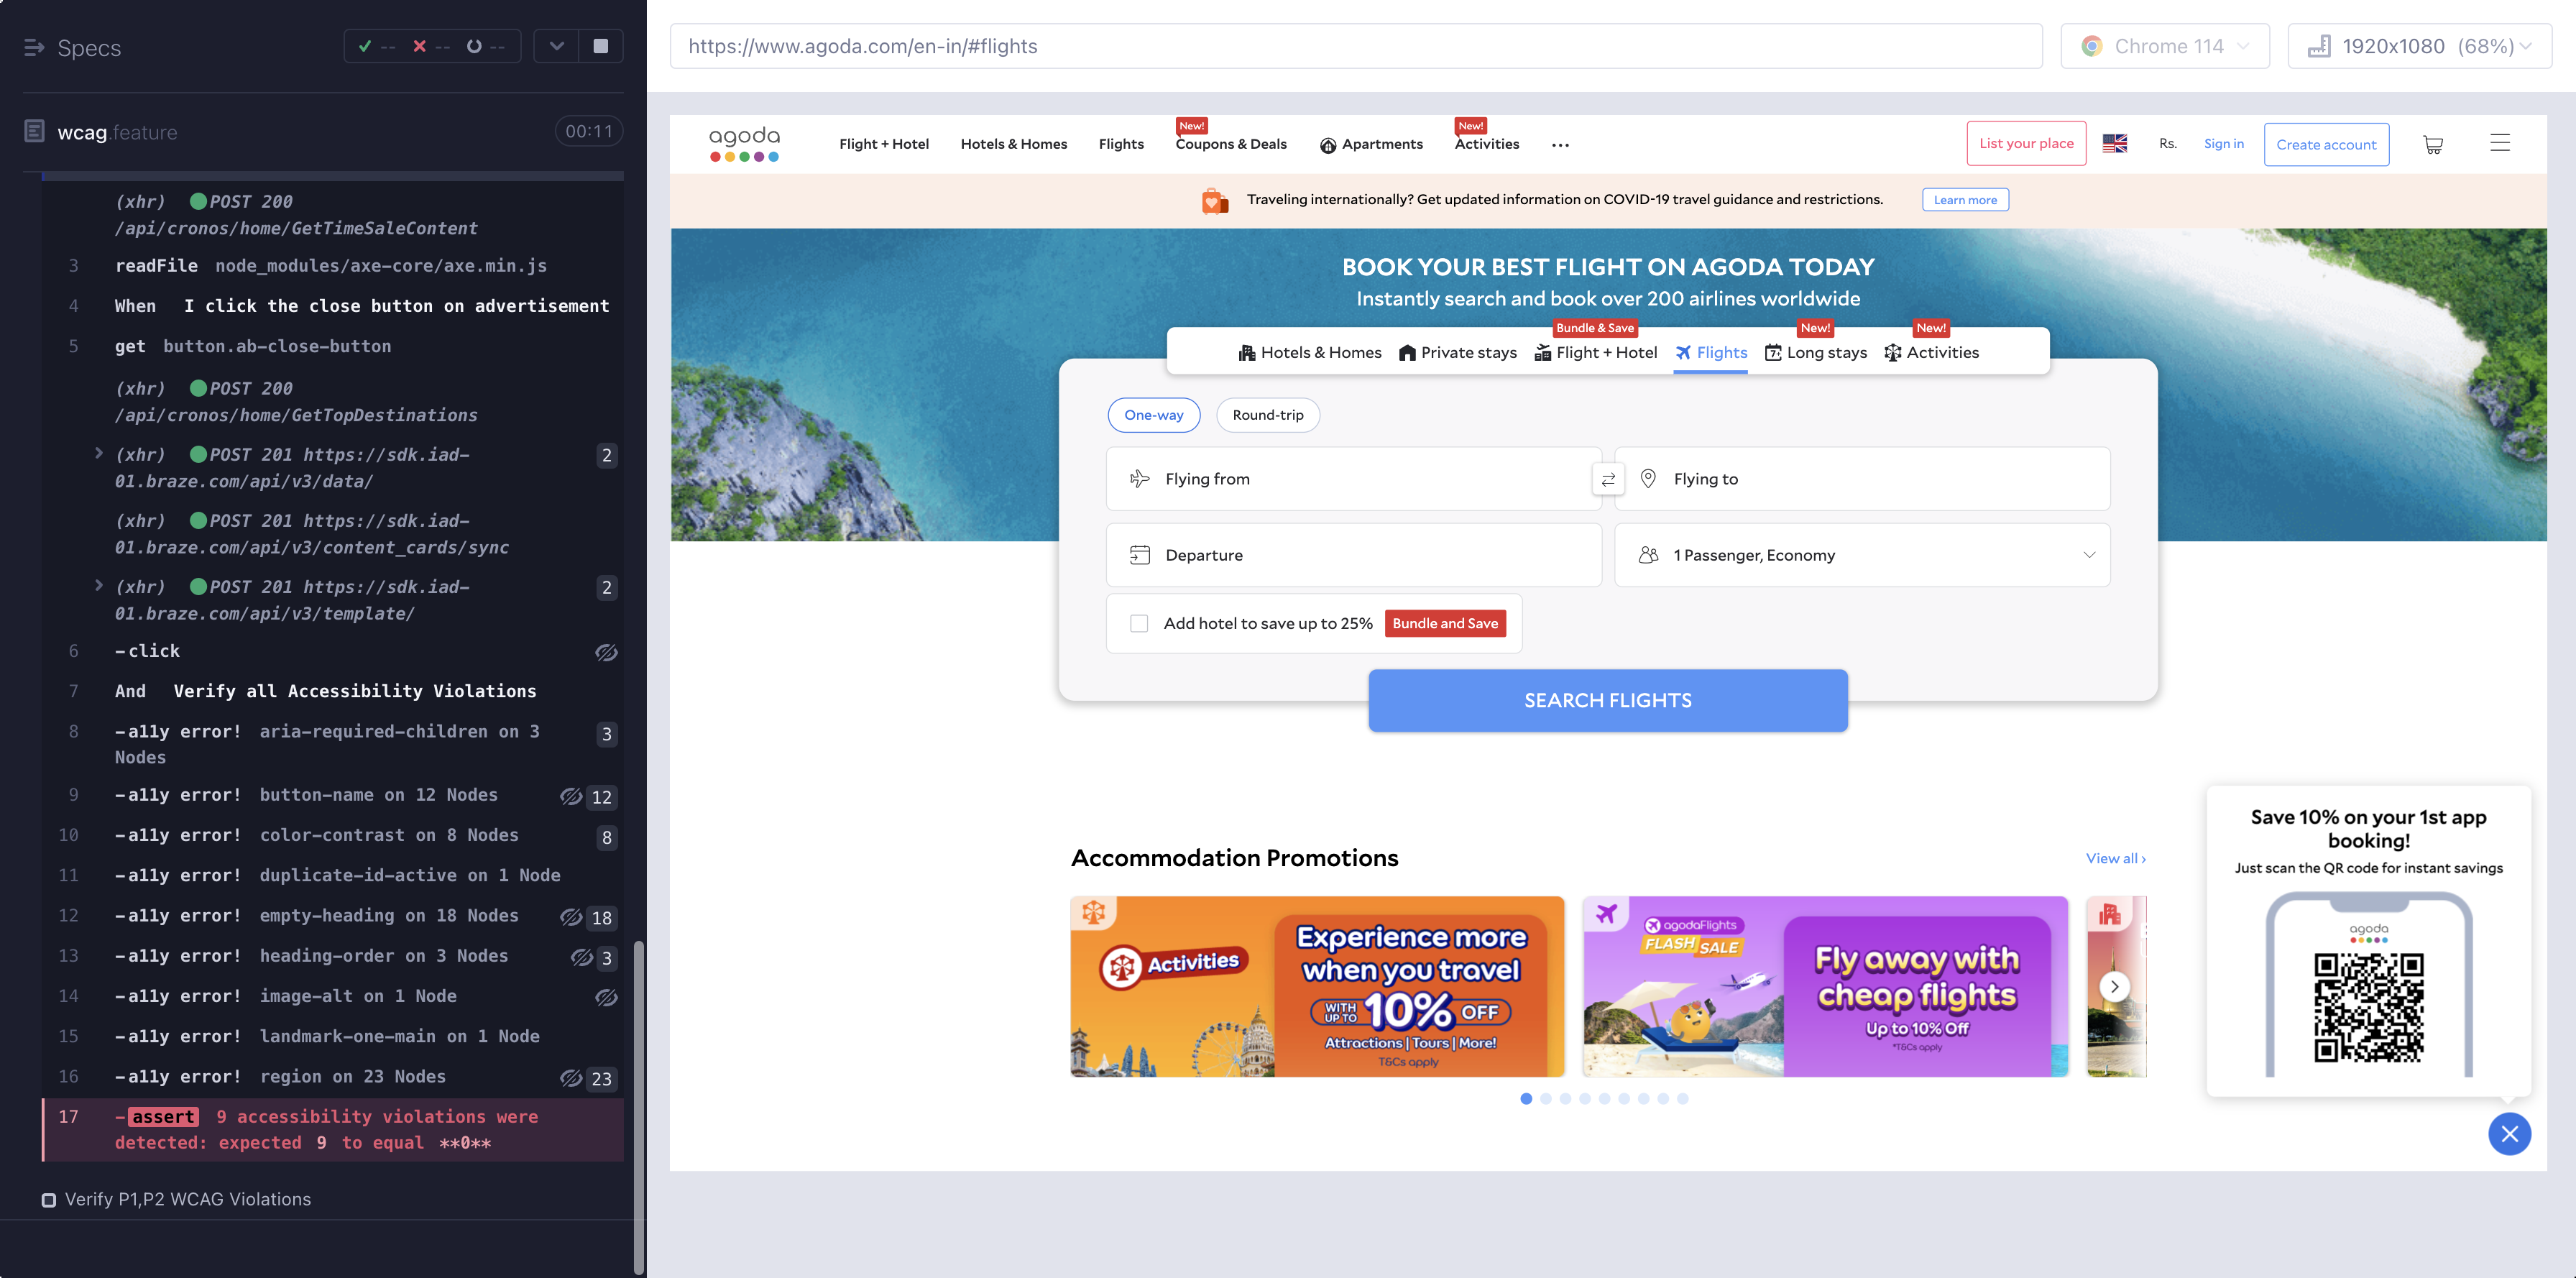 Specs
-- -- --
wcag.feature
00:11
(xhr) POST 200
/api/cronos/home/GetTimeSaleContent
3 readFile node_modules/axe-core/axe.min.js
4 When I click the close button on advertisement
5 get button.ab-close-button
(xhr) POST 200
/api/cronos/home/GetTopDestinations
(xhr) POST 201 https://sdk.iad-
01.braze.com/api/v3/data/
2
(xhr) POST 201 https://sdk.iad-
01.braze.com/api/v3/content_cards/sync
(xhr) POST 201 https://sdk.iad-
01.braze.com/api/v3/template/
2
6 -click
7 And Verify all Accessibility Violations
8 -a11y error! aria-required-children on 3
Nodes
3
9 -a11y error! button-name on 12 Nodes 12
10 -a11y error! color-contrast on 8 Nodes 8
11 -a11y error! duplicate-id-active on 1 Node
12 -a11y error! empty-heading on 18 Nodes 18
13 -a11y error! heading-order on 3 Nodes 3
14 -a11y error! image-alt on 1 Node
15 -a11y error! landmark-one-main on 1 Node
16 -a11y error! region on 23 Nodes 23
17 -assert 9 accessibility violations were
detected: expected 9 to equal **0**
Verify P1,P2 WCAG Violations
https://www.agoda.com/en-in/#flights
Chrome 114
1920x1080 (68%)
agoda
Flight + Hotel
Hotels & Homes
Flights
New!
Coupons & Deals
Apartments
New!
Activities
List your place
Rs.
Sign in
Create account
Traveling internationally? Get updated information on COVID-19 travel guidance and restrictions.
Learn more
BOOK YOUR BEST FLIGHT ON AGODA TODAY
Instantly search and book over 200 airlines worldwide
Bundle & Save
New!
New!
Hotels & Homes
Private stays
Flight + Hotel
Flights
Long stays
Activities
One-way
Round-trip
Flying from
Flying to
Departure
1 Passenger, Economy
Add hotel to save up to 25%
Bundle and Save
SEARCH FLIGHTS
Accommodation Promotions
View all ›
Activities
Experience more
when you travel
WITH
UP TO
10% OFF
Attractions | Tours | More!
T&Cs apply
agodaFlights
FLASH SALE
Fly away with
cheap flights
Up to 10% Off
*T&Cs apply
Save 10% on your 1st app
booking!
Just scan the QR code for instant savings
agoda